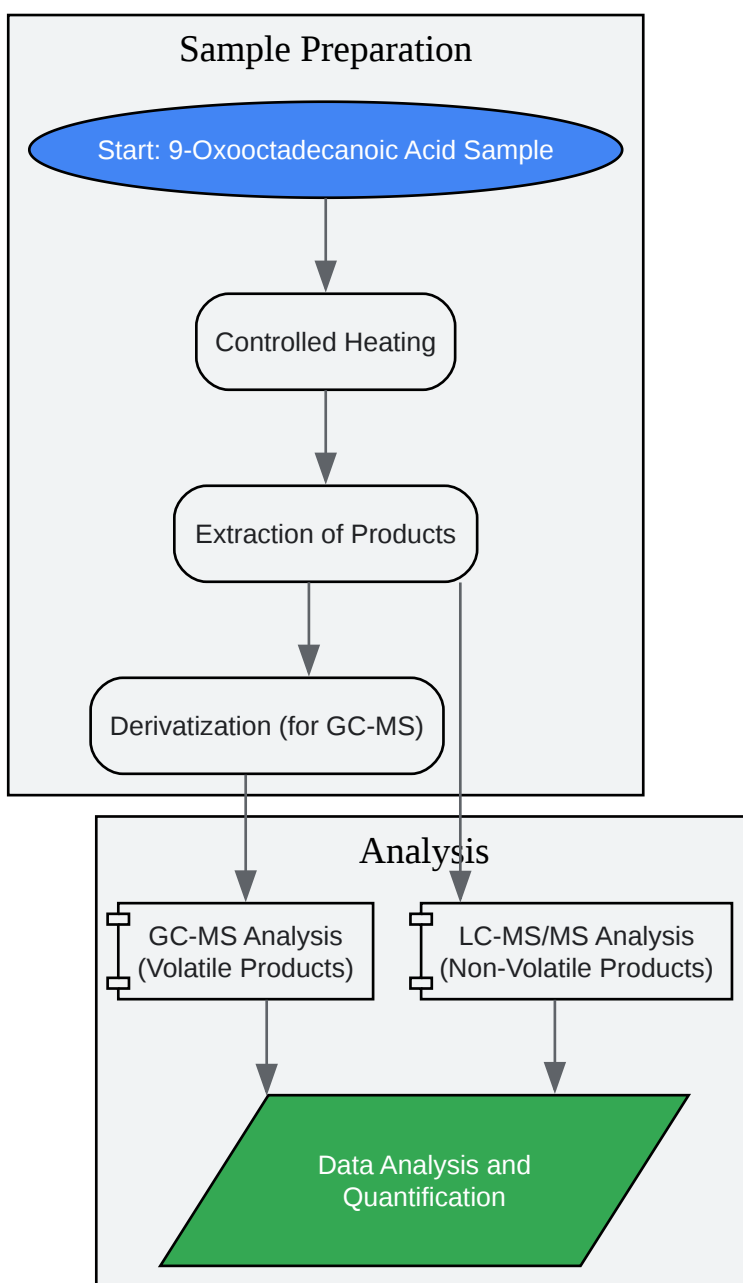 Sample Preparation
Start: 9-Oxooctadecanoic Acid Sample
Controlled Heating
Extraction of Products
Derivatization (for GC-MS)
Analysis
GC-MS Analysis
(Volatile Products)
LC-MS/MS Analysis
(Non-Volatile Products)
Data Analysis and
Quantification